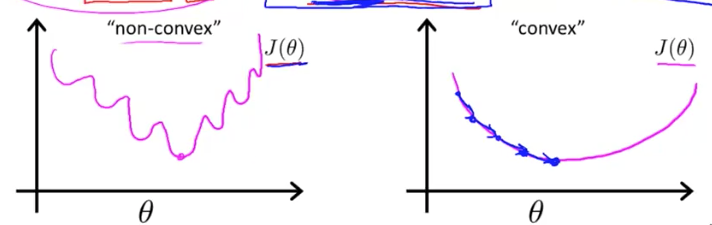 “non-convex”
J(θ)
θ
“convex”
J(θ)
θ